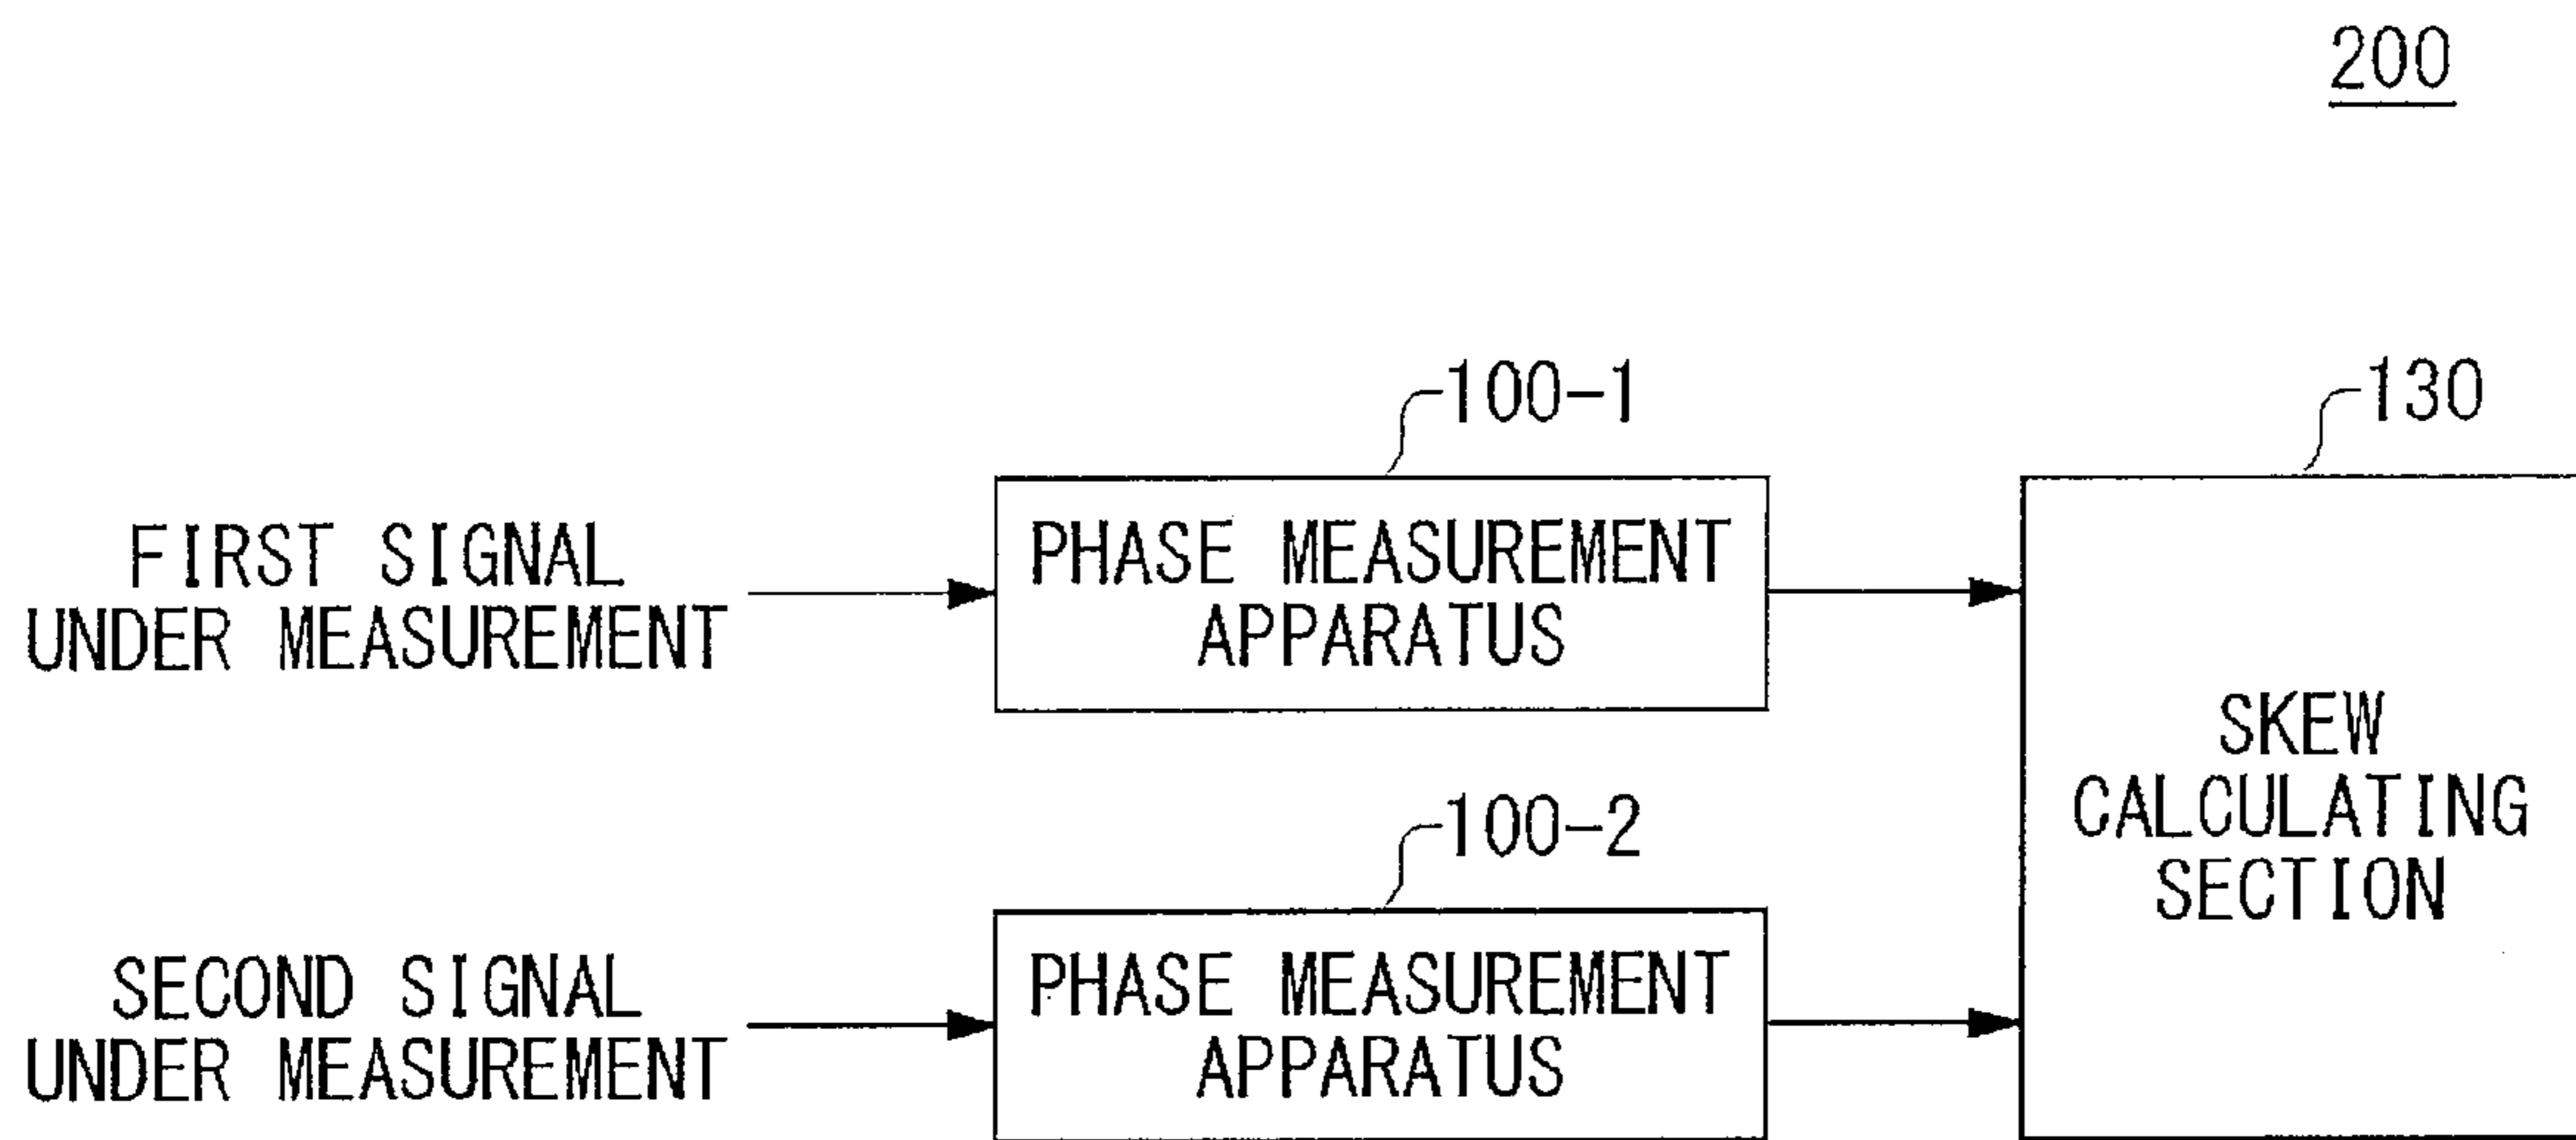 200
100-1
130
FIRST SIGNAL
UNDER MEASUREMENT
PHASE MEASUREMENT
APPARATUS
SKEW
CALCULATING
SECTION
100-2
SECOND SIGNAL
UNDER MEASUREMENT
PHASE MEASUREMENT
APPARATUS